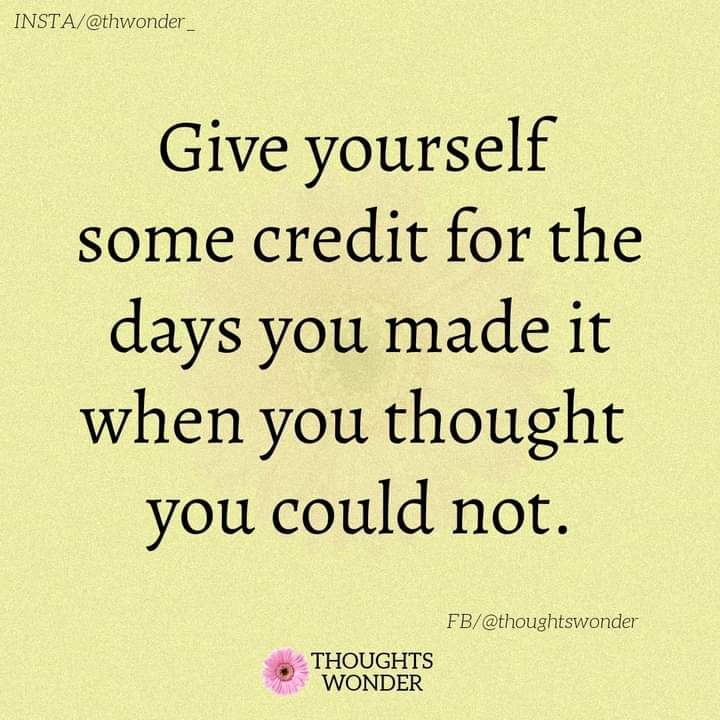 INSTA/@thwonder_
Give yourself
some credit for the
days you made it
when you thought
you could not.
FB/@thoughtswonder
THOUGHTS
WONDER